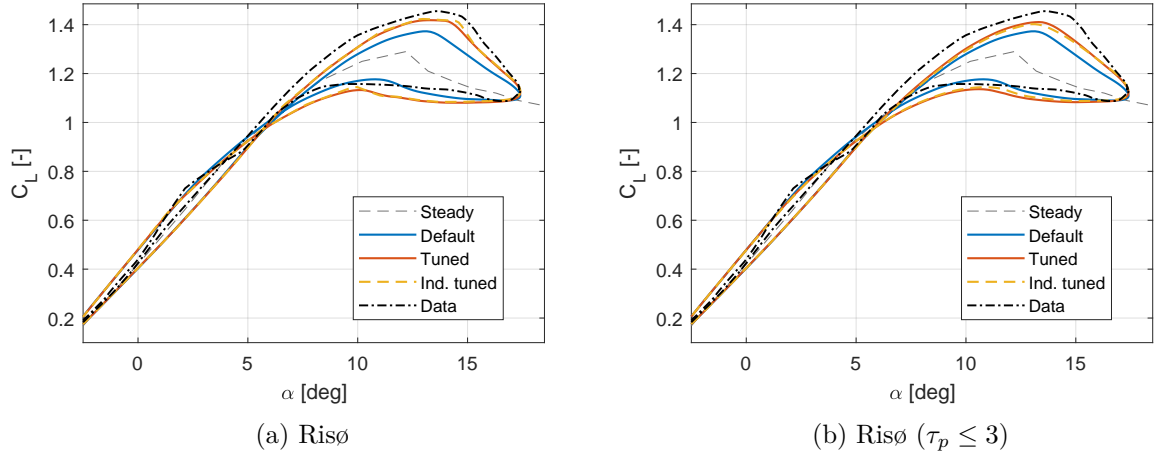 1.4
1.2
1
0.8
0.6
0.4
0.2
C_L [-]
Steady
Default
Tuned
Ind. tuned
Data
0 5 10 15
α [deg]
(a) Risø
1.4
1.2
1
0.8
0.6
0.4
0.2
C_L [-]
Steady
Default
Tuned
Ind. tuned
Data
0 5 10 15
α [deg]
(b) Risø (τ_p ≤ 3)